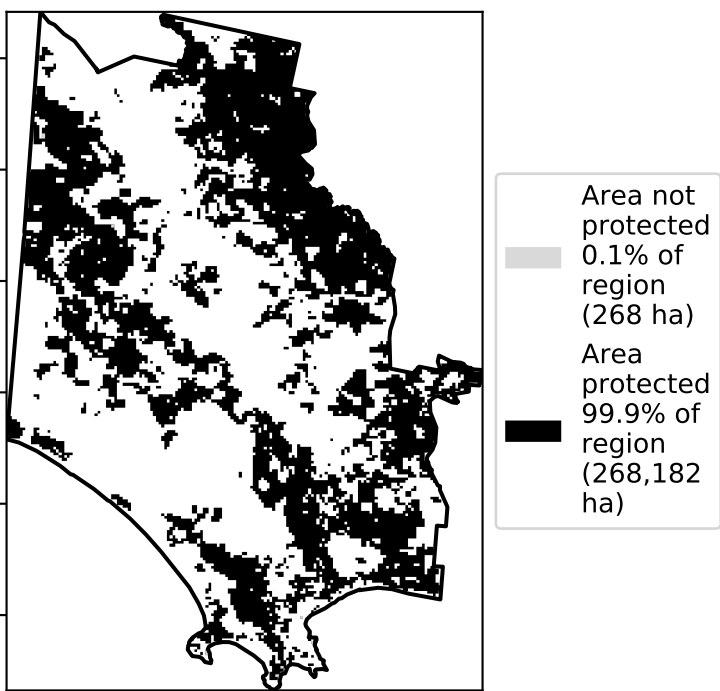 Area not
protected
0.1% of
region
(268 ha)
Area
protected
99.9% of
region
(268,182
ha)